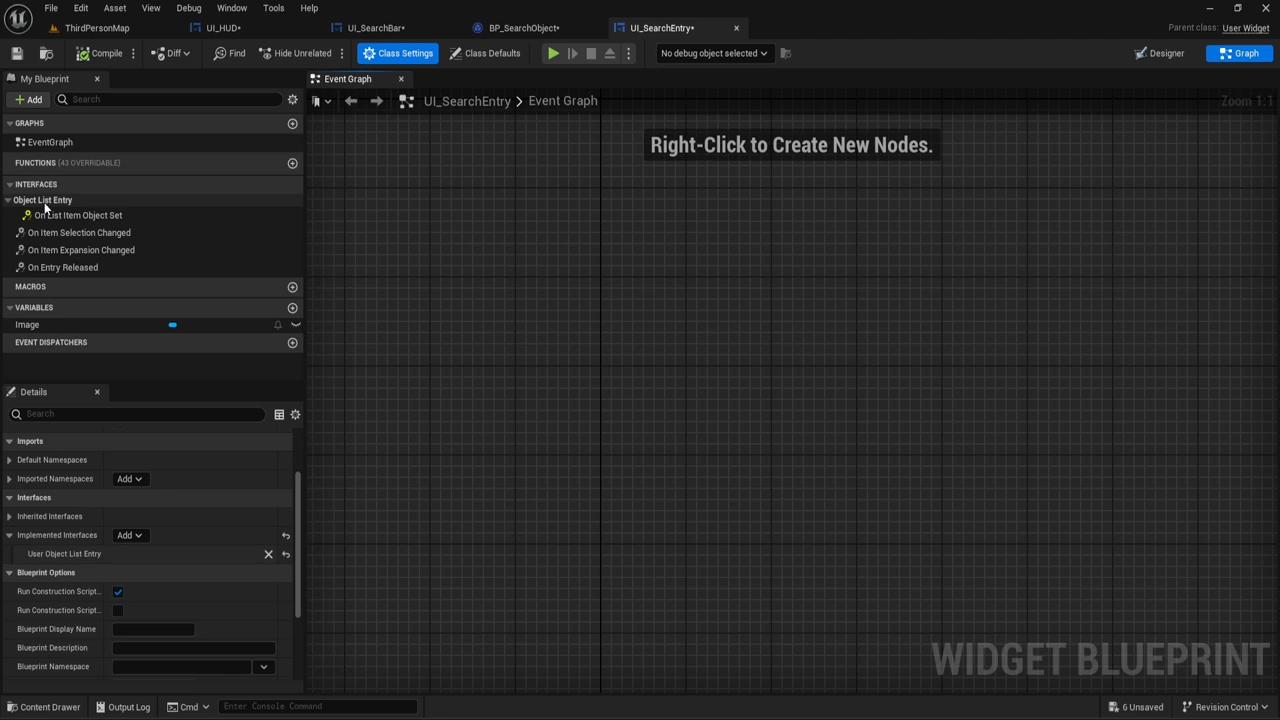 File Edit Asset View Debug Window Tools Help
ThirdPersonMap UI_HUD* UI_SearchBar* BP_SearchObject* UI_SearchEntry* Parent class: User Widget
Compile Diff Find Hide Unrelated Class Settings Class Defaults No debug object selected Designer Graph
My Blueprint Event Graph
Add Search UI_SearchEntry > Event Graph Zoom 1:1
GRAPHS
EventGraph
Right-Click to Create New Nodes.
FUNCTIONS (43 OVERRIDABLE)
INTERFACES
Object List Entry
On List Item Object Set
On Item Selection Changed
On Item Expansion Changed
On Entry Released
MACROS
VARIABLES
Image
EVENT DISPATCHERS
Details
Search
Imports
Default Namespaces
Imported Namespaces Add
Interfaces
Inherited Interfaces
Implemented Interfaces Add
User Object List Entry
Blueprint Options
Run Construction Script...
Run Construction Script...
Blueprint Display Name
Blueprint Description
Blueprint Namespace
WIDGET BLUEPRINT
Content Drawer Output Log Cmd Enter Console Command 6 Unsaved Revision Control